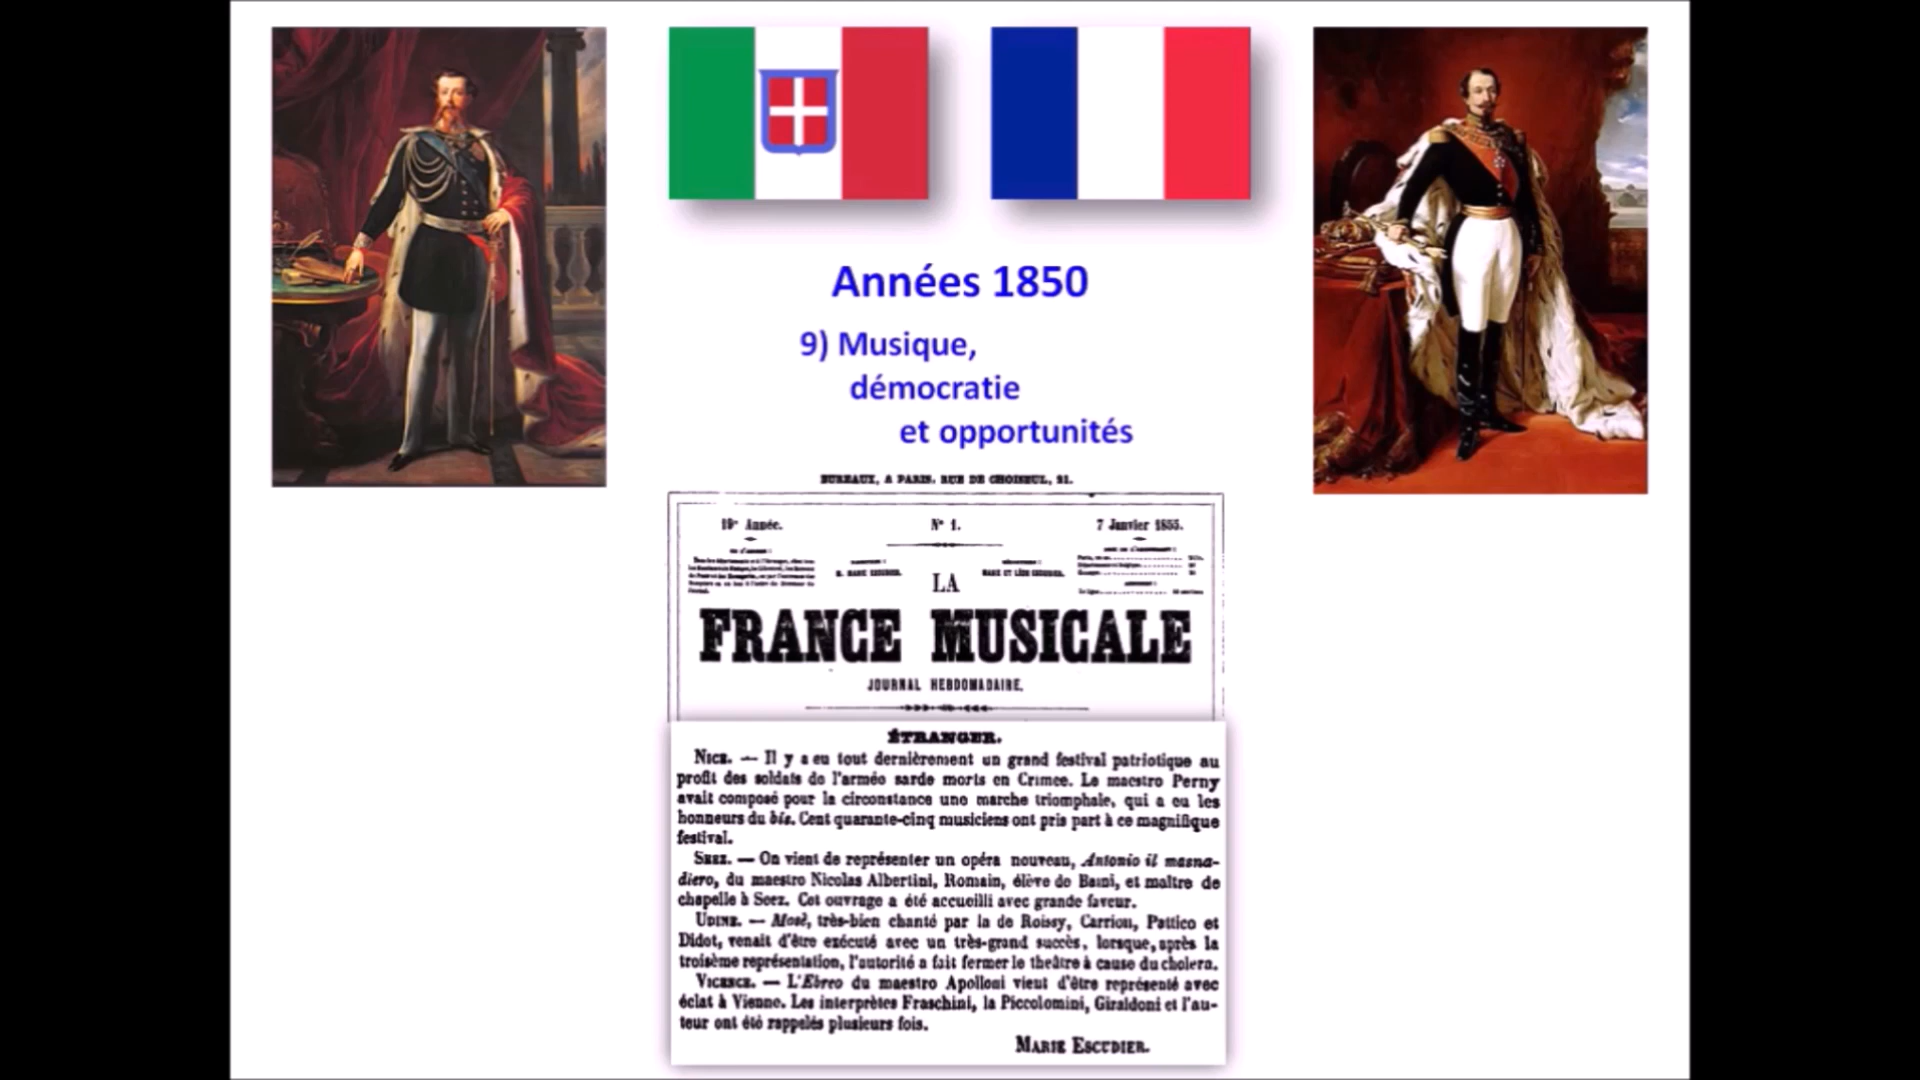 Années 1850
9) Musique,
démocratie
et opportunités
BUREAUX, A PARIS, RUE DE CHOISEUL, 21.
19e Année.
N° 1.
7 Janvier 1855.
LA
FRANCE MUSICALE
JOURNAL HEBDOMADAIRE.
ÉTRANGER.
NICE. — Il y a eu tout dernièrement un grand festival patriotique au
profit des soldats de l'armée sarde morts en Crimée. Le maestro Perny
avait composé pour la circonstance une marche triomphale, qui a eu les
honneurs du bis. Cent quarante-cinq musiciens ont pris part à ce magnifique
festival.
SEEZ. — On vient de représenter un opéra nouveau, Antonio il masna-
diero, du maestro Nicolas Albertini, Romain, élève de Baini, et maître de
chapelle à Seez. Cet ouvrage a été accueilli avec grande faveur.
UDINE. — Mosè, très-bien chanté par la de Roissy, Carrion, Pattico et
Didot, venait d'être exécuté avec un très-grand succès, lorsque, après la
troisème représentation, l'autorité a fait fermer le théâtre à cause du choléra.
VICENCE. — L'Ebreo du maestro Apolloni vient d'être représenté avec
éclat à Vienne. Les interprètes Fraschini, la Piccolomini, Giraldoni et l'au-
teur ont été rappelés plusieurs fois.
MARIE ESCUDIER.